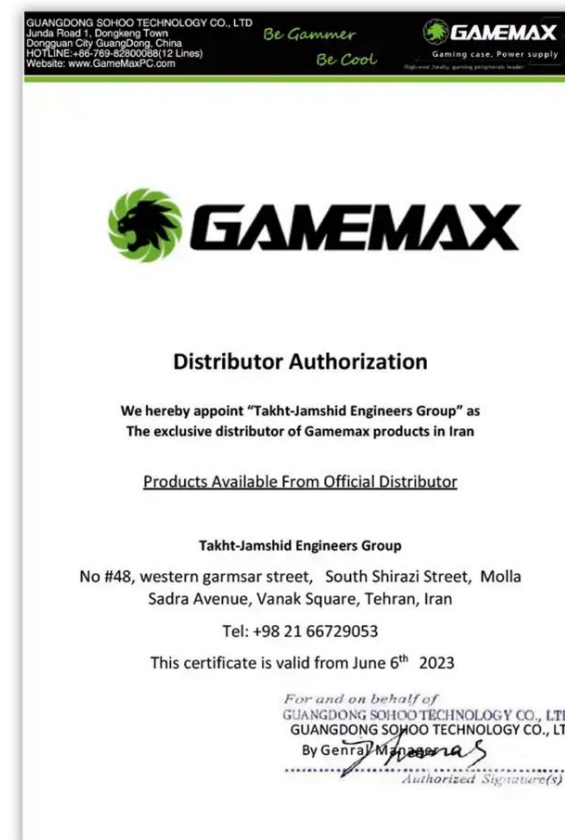 GUANGDONG SOHOO TECHNOLOGY CO., LTD
Junda Road 1, Dongkeng Town
Dongguan City GuangDong, China
HOTLINE:+86-769-82800088(12 Lines)
Website: www.GameMaxPC.com
Be Gammer
Be Cool
GAMEMAX
Gaming case, Power supply
GAMEMAX
Distributor Authorization
We hereby appoint “Takht-Jamshid Engineers Group” as
The exclusive distributor of Gamemax products in Iran
Products Available From Official Distributor
Takht-Jamshid Engineers Group
No #48, western garmsar street, South Shirazi Street, Molla
Sadra Avenue, Vanak Square, Tehran, Iran
Tel: +98 21 66729053
This certificate is valid from June 6th 2023
For and on behalf of
GUANGDONG SOHOO TECHNOLOGY CO., LT
GUANGDONG SOHOO TECHNOLOGY CO., LT
By Genral
Authorized Signature(s)